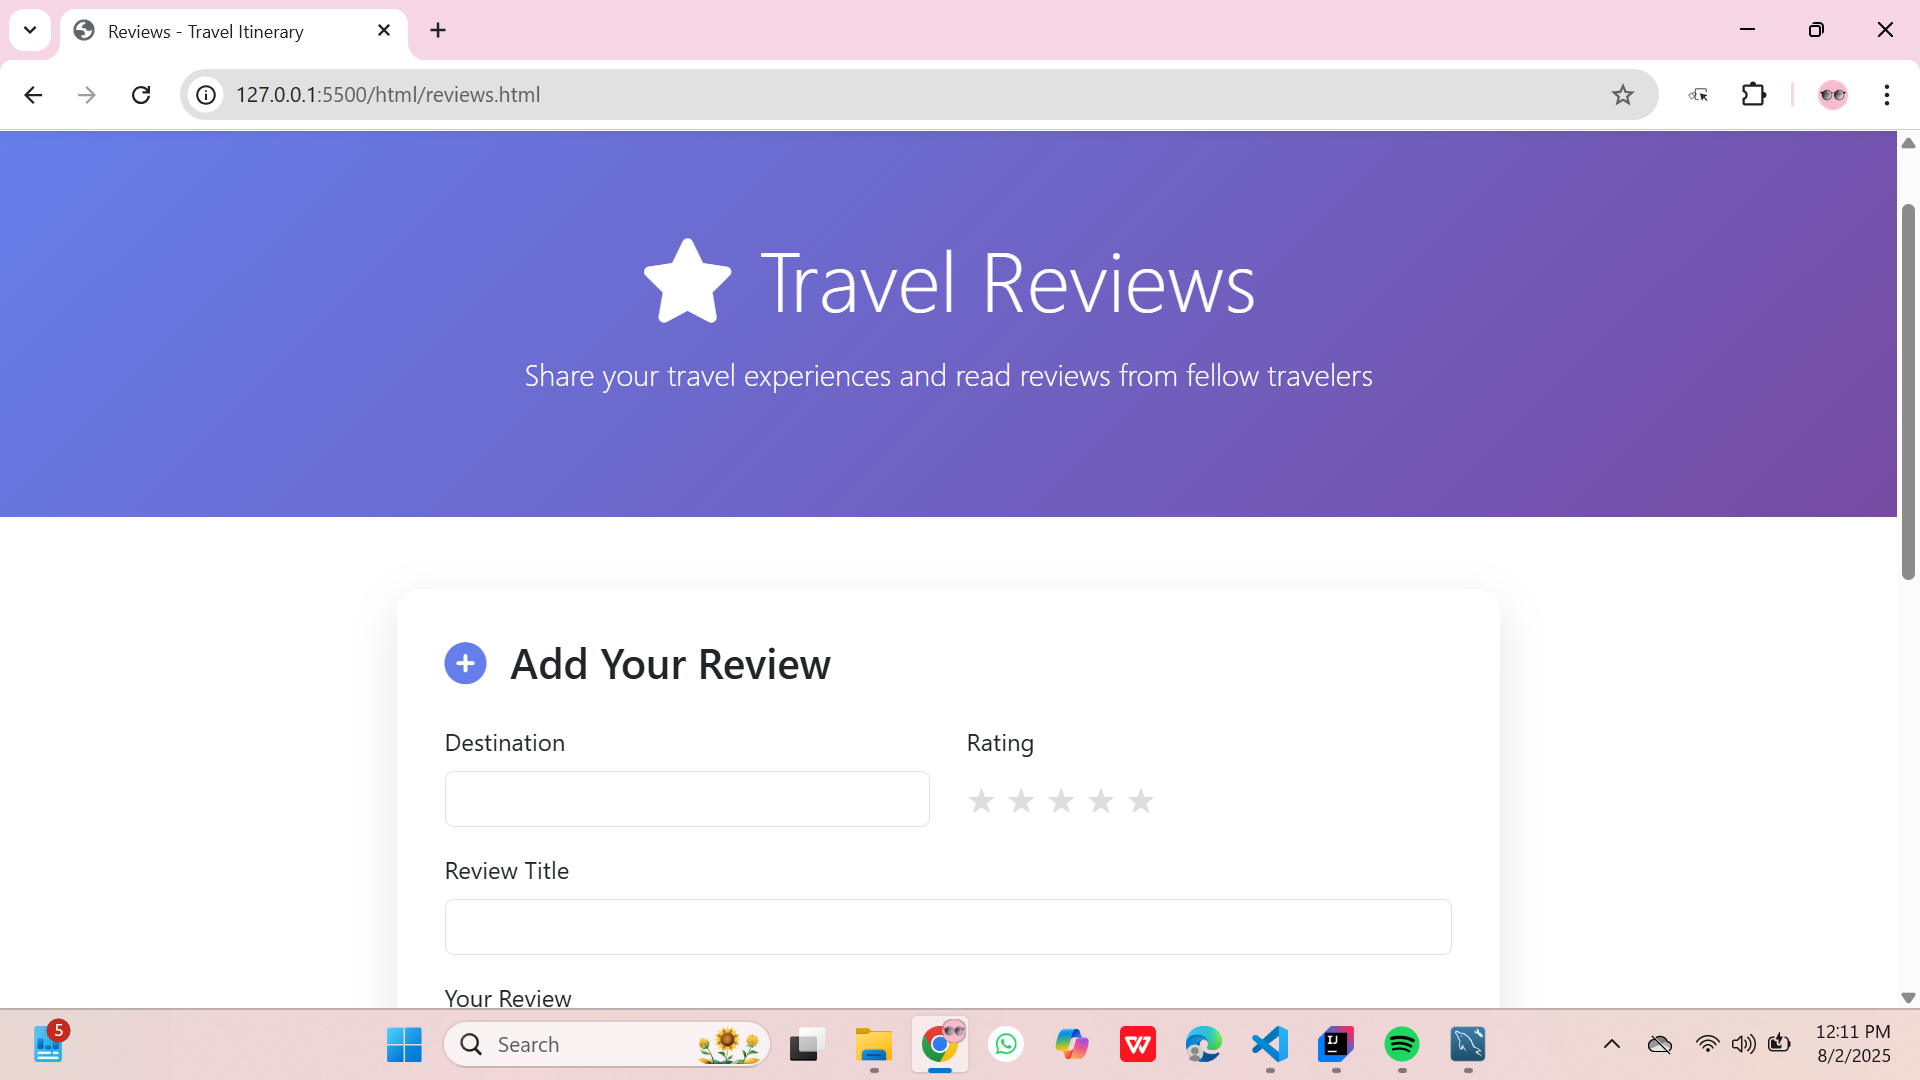 Reviews - Travel Itinerary
127.0.0.1:5500/html/reviews.html
Travel Reviews
Share your travel experiences and read reviews from fellow travelers
Add Your Review
Destination
Rating
Review Title
Your Review
5
Search
W
IJ
12:11 PM
8/2/2025